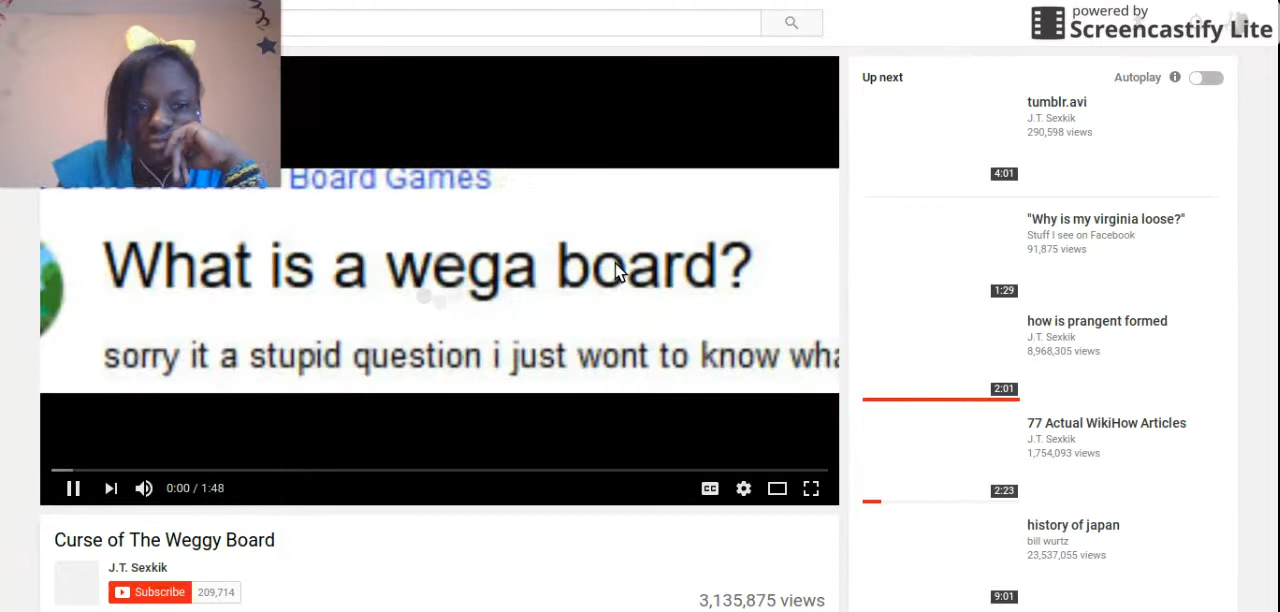 powered by
Screencastify Lite
Board Games
What is a wega board?
sorry it a stupid question i just wont to know wha
0:00 / 1:48
CC
Curse of The Weggy Board
J.T. Sexkik
Subscribe 209,714
3,135,875 views
Up next
Autoplay
tumblr.avi
J.T. Sexkik
290,598 views
4:01
"Why is my virginia loose?"
Stuff I see on Facebook
91,875 views
1:29
how is prangent formed
J.T. Sexkik
8,968,305 views
2:01
77 Actual WikiHow Articles
J.T. Sexkik
1,754,093 views
2:23
history of japan
bill wurtz
23,537,055 views
9:01